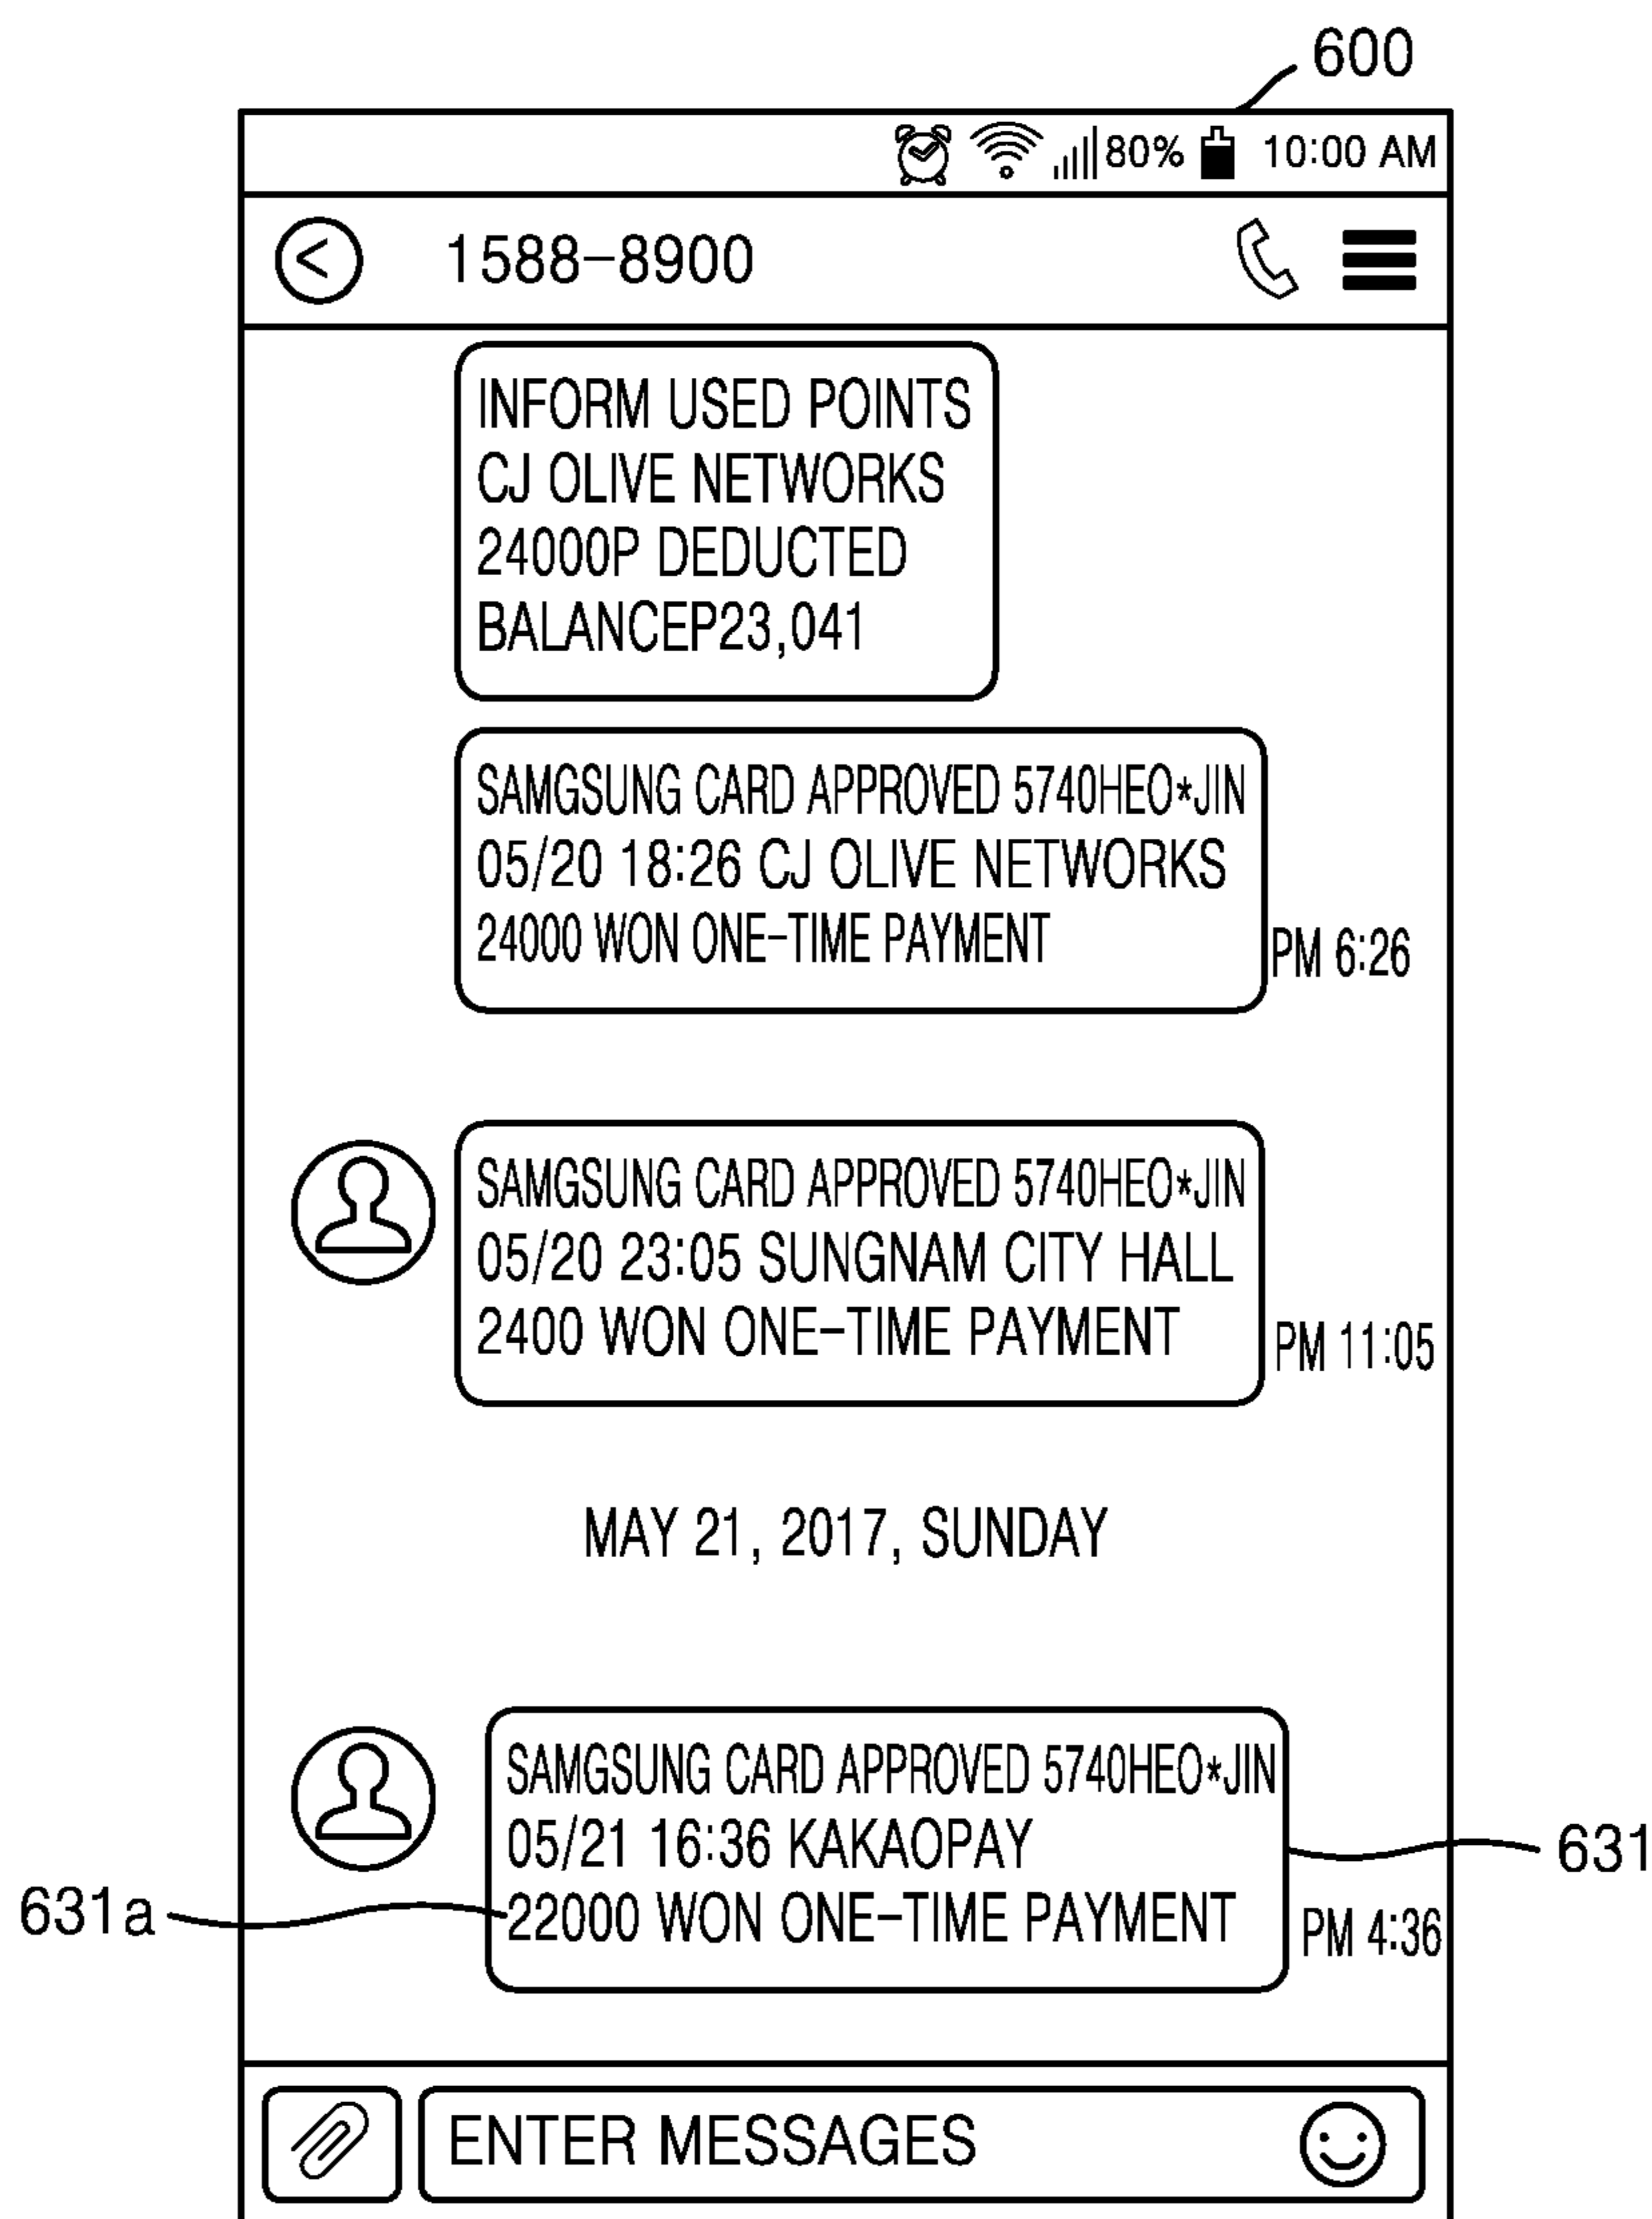 600
80% 10:00 AM
1588-8900
INFORM USED POINTS
CJ OLIVE NETWORKS
24000P DEDUCTED
BALANCEP23,041
SAMGSUNG CARD APPROVED 5740HEO*JIN
05/20 18:26 CJ OLIVE NETWORKS
24000 WON ONE-TIME PAYMENT
PM 6:26
SAMGSUNG CARD APPROVED 5740HEO*JIN
05/20 23:05 SUNGNAM CITY HALL
2400 WON ONE-TIME PAYMENT
PM 11:05
MAY 21, 2017, SUNDAY
SAMGSUNG CARD APPROVED 5740HEO*JIN
05/21 16:36 KAKAOPAY
631
631a
22000 WON ONE-TIME PAYMENT
PM 4:36
ENTER MESSAGES